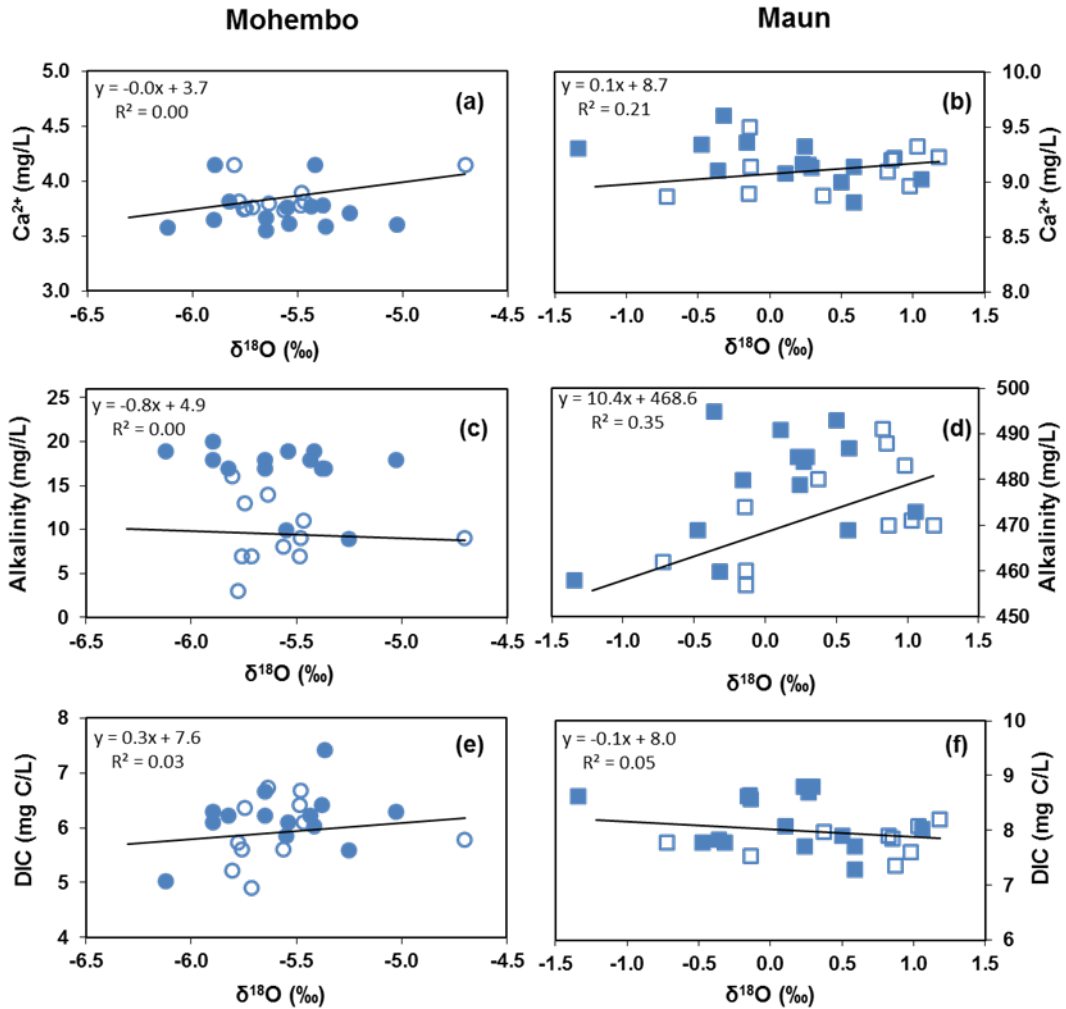 Mohembo
Maun
y = -0.0x + 3.7
R² = 0.00
(a)
5.0
4.5
4.0
3.5
3.0
Ca²⁺ (mg/L)
-6.5 -6.0 -5.5 -5.0 -4.5
δ¹⁸O (‰)
y = 0.1x + 8.7
R² = 0.21
(b)
10.0
9.5
9.0
8.5
8.0
Ca²⁺ (mg/L)
-1.5 -1.0 -0.5 0.0 0.5 1.0 1.5
δ¹⁸O (‰)
y = -0.8x + 4.9
R² = 0.00
(c)
25
20
15
10
5
0
Alkalinity (mg//L)
-6.5 -6.0 -5.5 -5.0 -4.5
δ¹⁸O (‰)
y = 10.4x + 468.6
R² = 0.35
(d)
500
490
480
470
460
450
Alkalinity (mg/L)
-1.5 -1.0 -0.5 0.0 0.5 1.0 1.5
δ¹⁸O (‰)
y = 0.3x + 7.6
R² = 0.03
(e)
8
7
6
5
4
DIC (mg C/L)
-6.5 -6.0 -5.5 -5.0 -4.5
δ¹⁸O (‰)
y = -0.1x + 8.0
R² = 0.05
(f)
10
9
8
7
6
DIC (mg C/L)
-1.5 -1.0 -0.5 0.0 0.5 1.0 1.5
δ¹⁸O (‰)